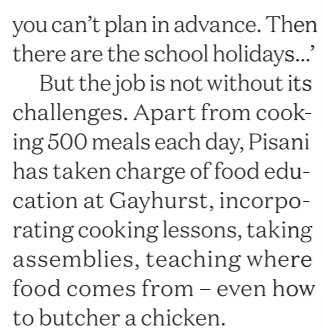 you can’t plan in advance. Then
there are the school holidays...’
But the job is not without its
challenges. Apart from cook-
ing 500 meals each day, Pisani
has taken charge of food edu-
cation at Gayhurst, incorpo-
rating cooking lessons, taking
assemblies, teaching where
food comes from – even how
to butcher a chicken.